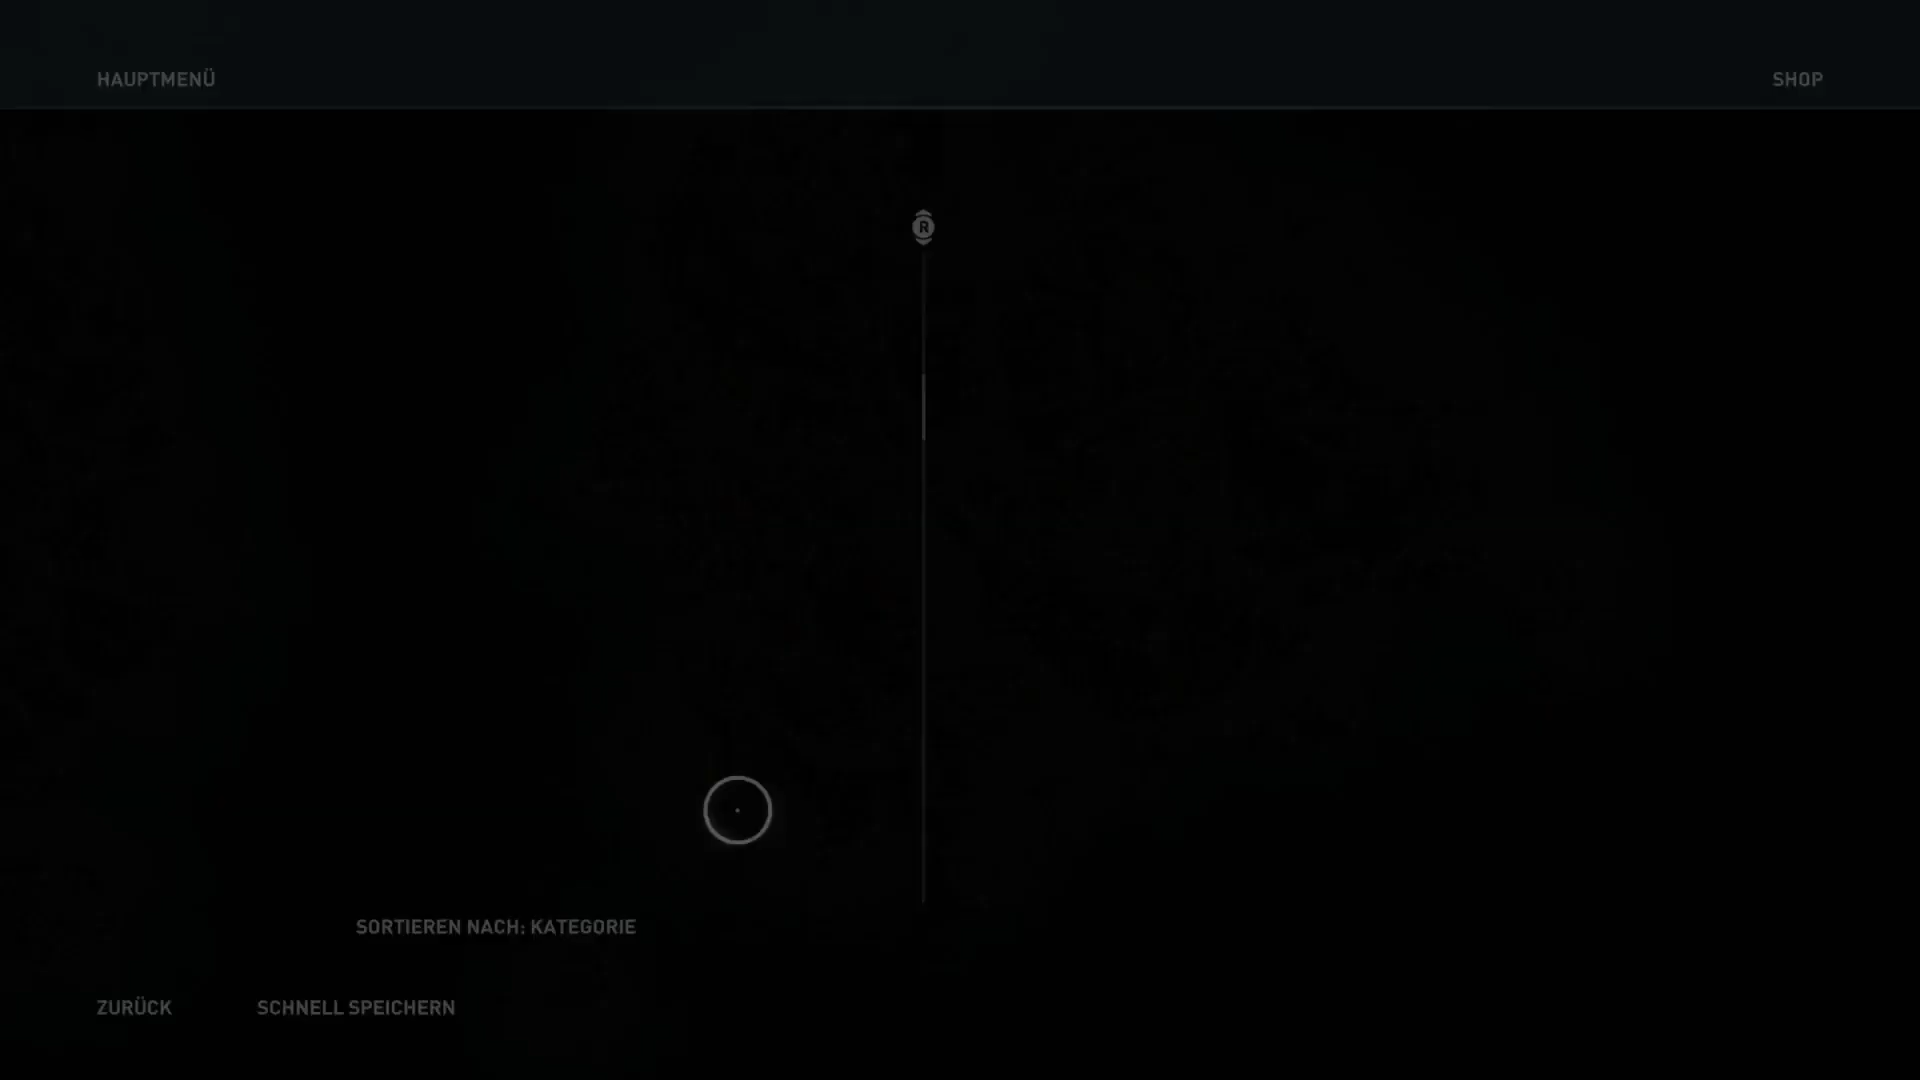 HAUPTMENÜ
SHOP
R
SORTIEREN NACH: KATEGORIE
ZURÜCK
SCHNELL SPEICHERN